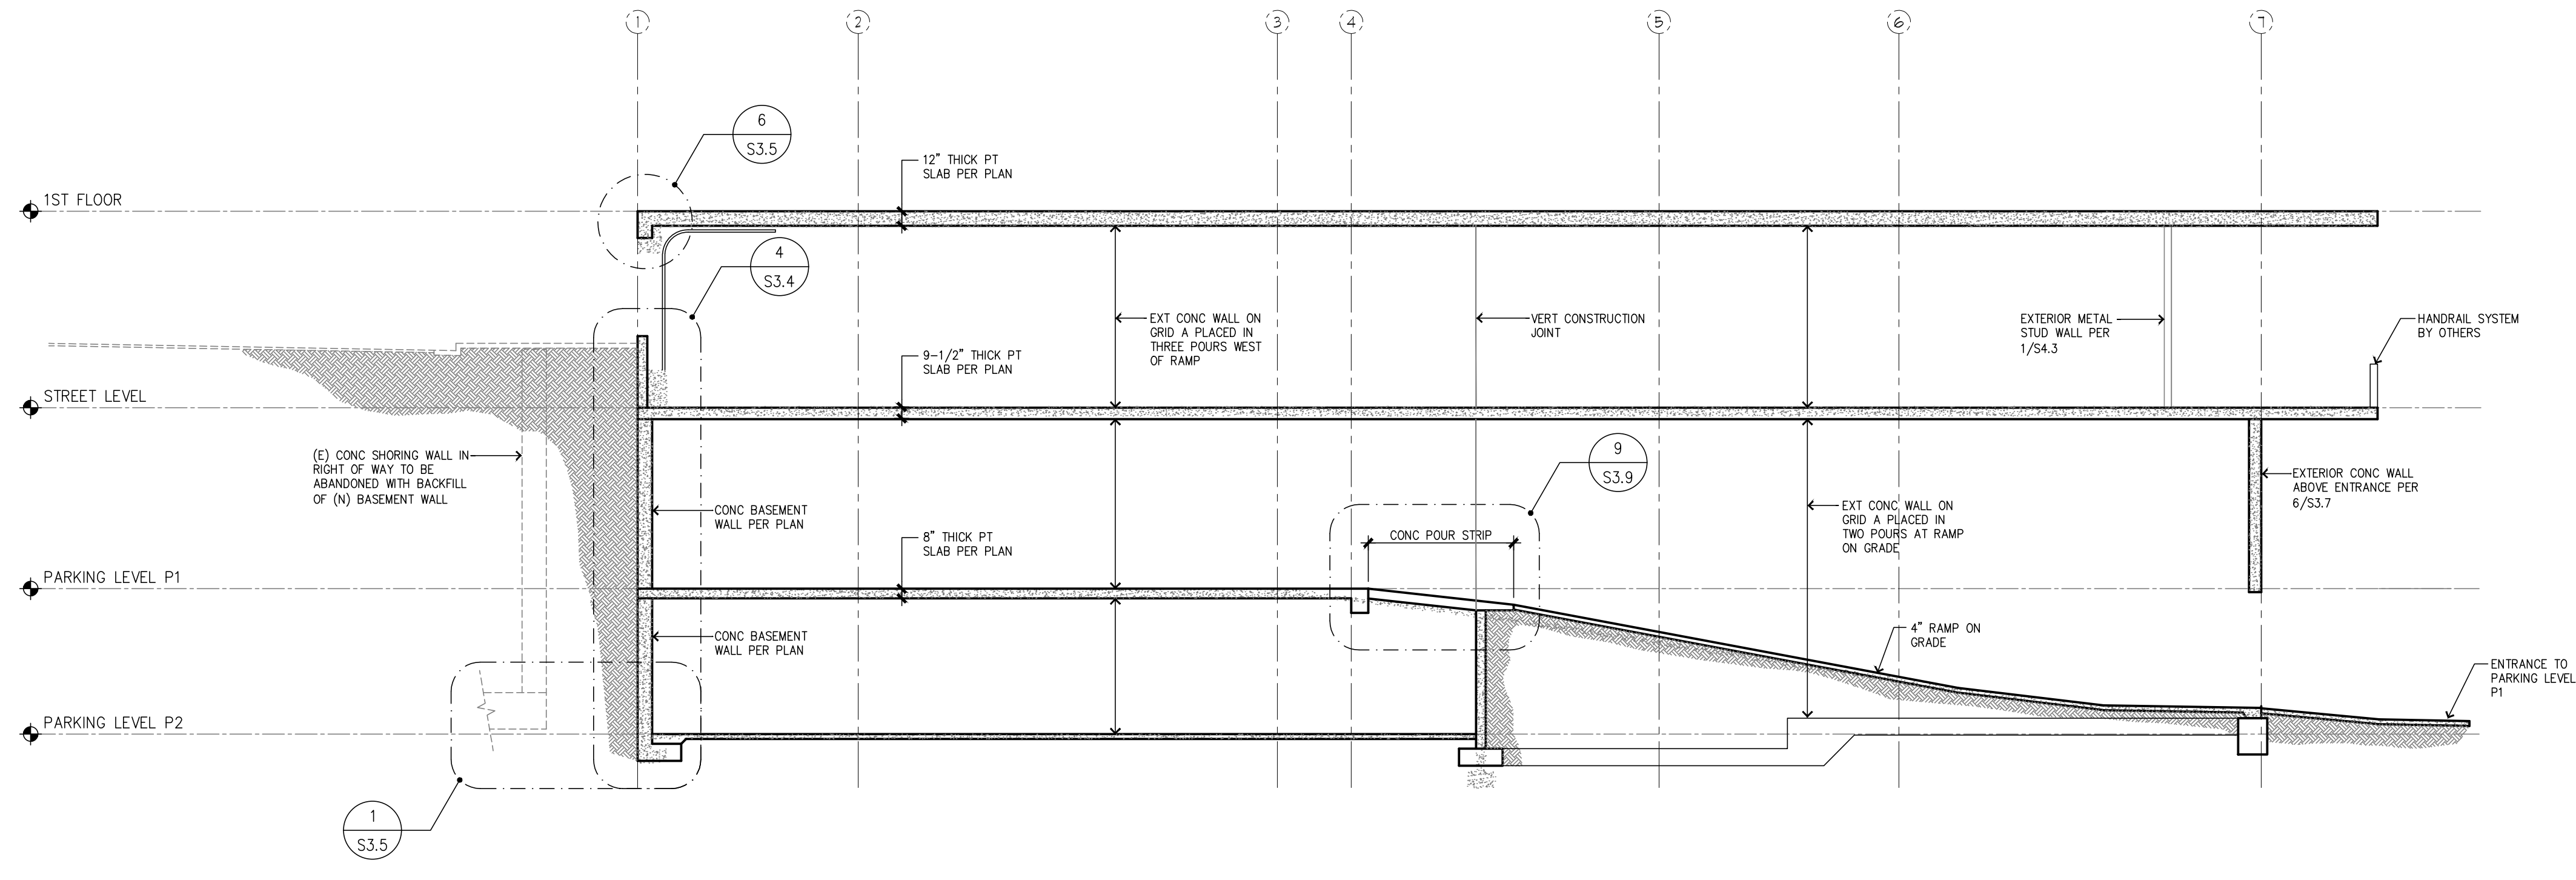 1
2
3
4
5
6
7
6
S3.5
12" THICK PT
SLAB PER PLAN
1ST FLOOR
4
S3.4
EXT CONC WALL ON
GRID A PLACED IN
THREE POURS WEST
OF RAMP
VERT CONSTRUCTION
JOINT
EXTERIOR METAL
STUD WALL PER
1/S4.3
HANDRAIL SYSTEM
BY OTHERS
9-1/2" THICK PT
SLAB PER PLAN
STREET LEVEL
(E) CONC SHORING WALL IN
RIGHT OF WAY TO BE
ABANDONED WITH BACKFILL
OF (N) BASEMENT WALL
9
S3.9
EXTERIOR CONC WALL
ABOVE ENTRANCE PER
6/S3.7
CONC BASEMENT
WALL PER PLAN
EXT CONC WALL ON
GRID A PLACED IN
TWO POURS AT RAMP
ON GRADE
8" THICK PT
SLAB PER PLAN
CONC POUR STRIP
PARKING LEVEL P1
CONC BASEMENT
WALL PER PLAN
4" RAMP ON
GRADE
ENTRANCE TO
PARKING LEVEL
P1
PARKING LEVEL P2
1
S3.5